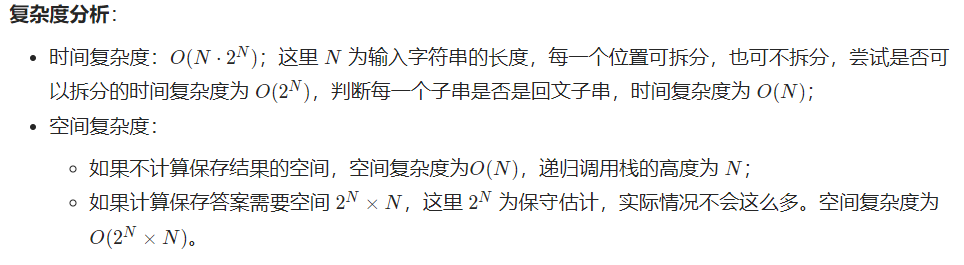 复杂度分析：
• 时间复杂度：O(N · 2^N)；这里 N 为输入字符串的长度，每一个位置可拆分，也可不拆分，尝试是否可
以拆分的时间复杂度为 O(2^N)，判断每一个子串是否是回文子串，时间复杂度为 O(N)；
• 空间复杂度：
◦ 如果不计算保存结果的空间，空间复杂度为O(N)，递归调用栈的高度为 N；
◦ 如果计算保存答案需要空间 2^N × N，这里 2^N 为保守估计，实际情况不会这么多。空间复杂度为
O(2^N × N)。